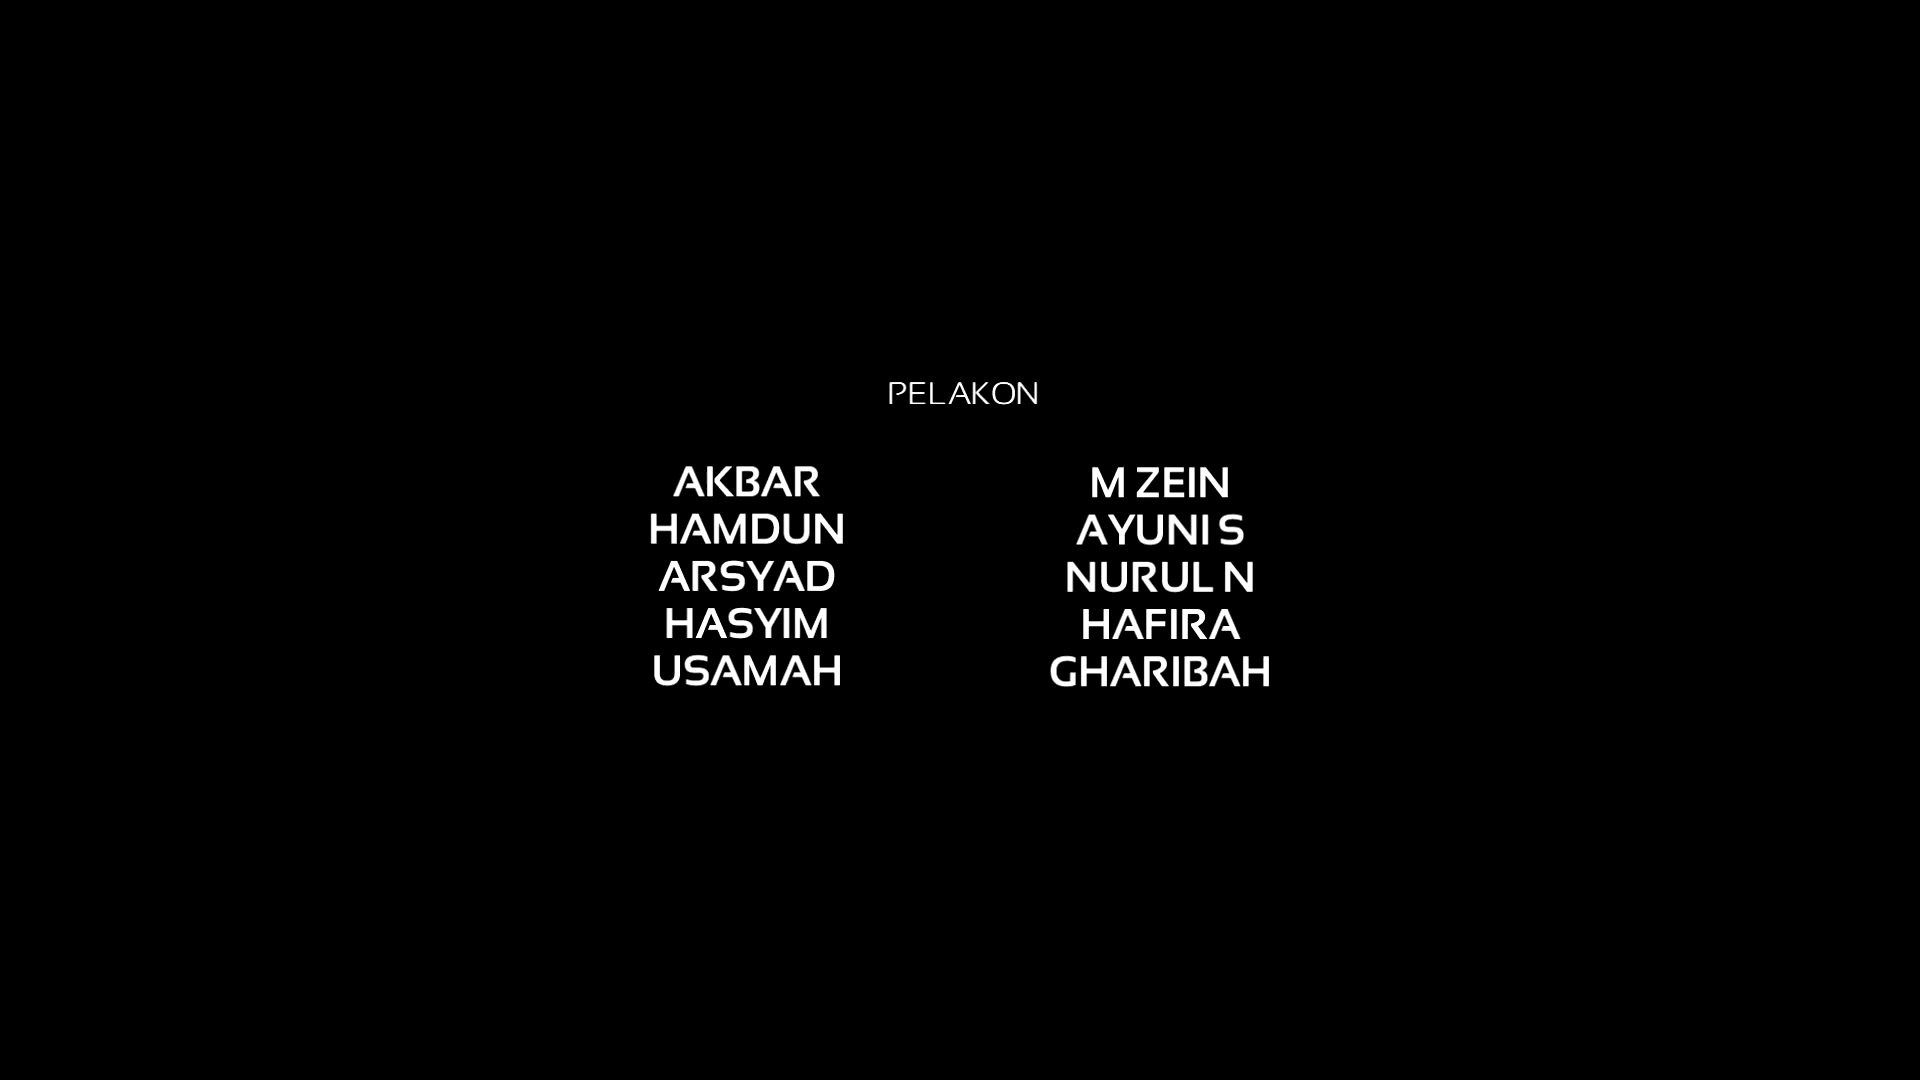 PELAKON
AKBAR
HAMDUN
ARSYAD
HASYIM
USAMAH
M ZEIN
AYUNI S
NURUL N
HAFIRA
GHARIBAH